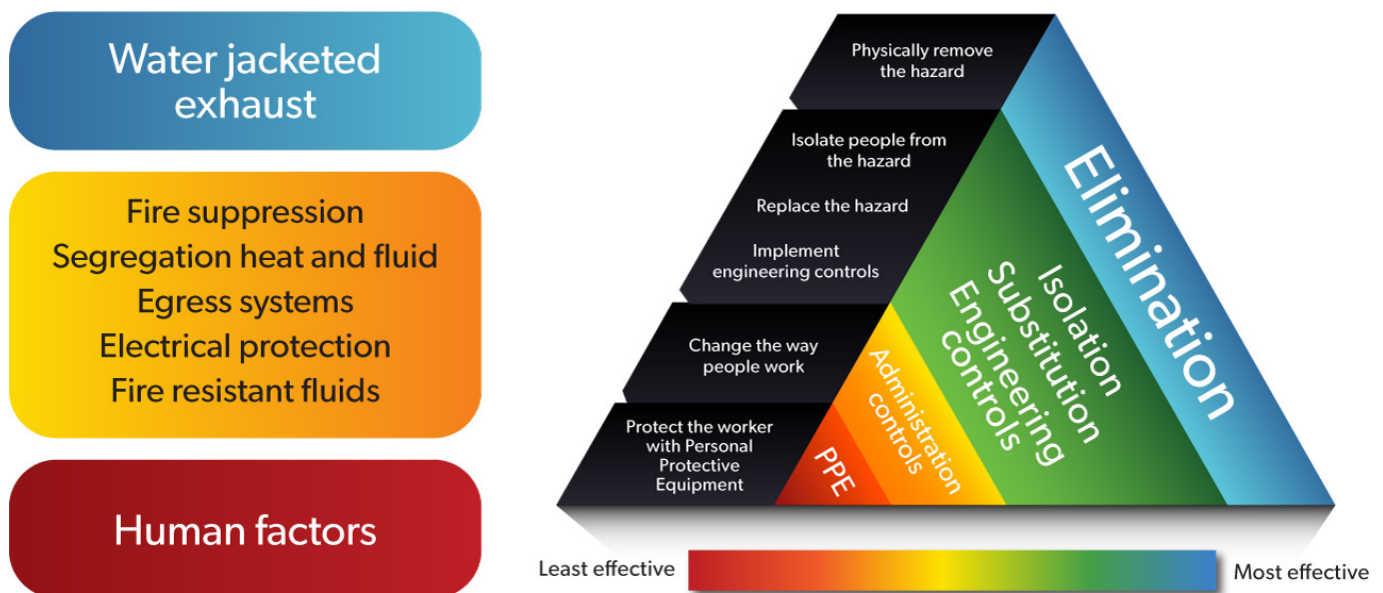 Water jacketed
exhaust
Fire suppression
Segregation heat and fluid
Egress systems
Electrical protection
Fire resistant fluids
Human factors
Physically remove
the hazard
Isolate people from
the hazard
Replace the hazard
Implement
engineering controls
Change the way
people work
Protect the worker
with Personal
Protective
Equipment
Elimination
Isolation
Substitution
Engineering
controls
Administration
controls
PPE
Least effective
Most effective